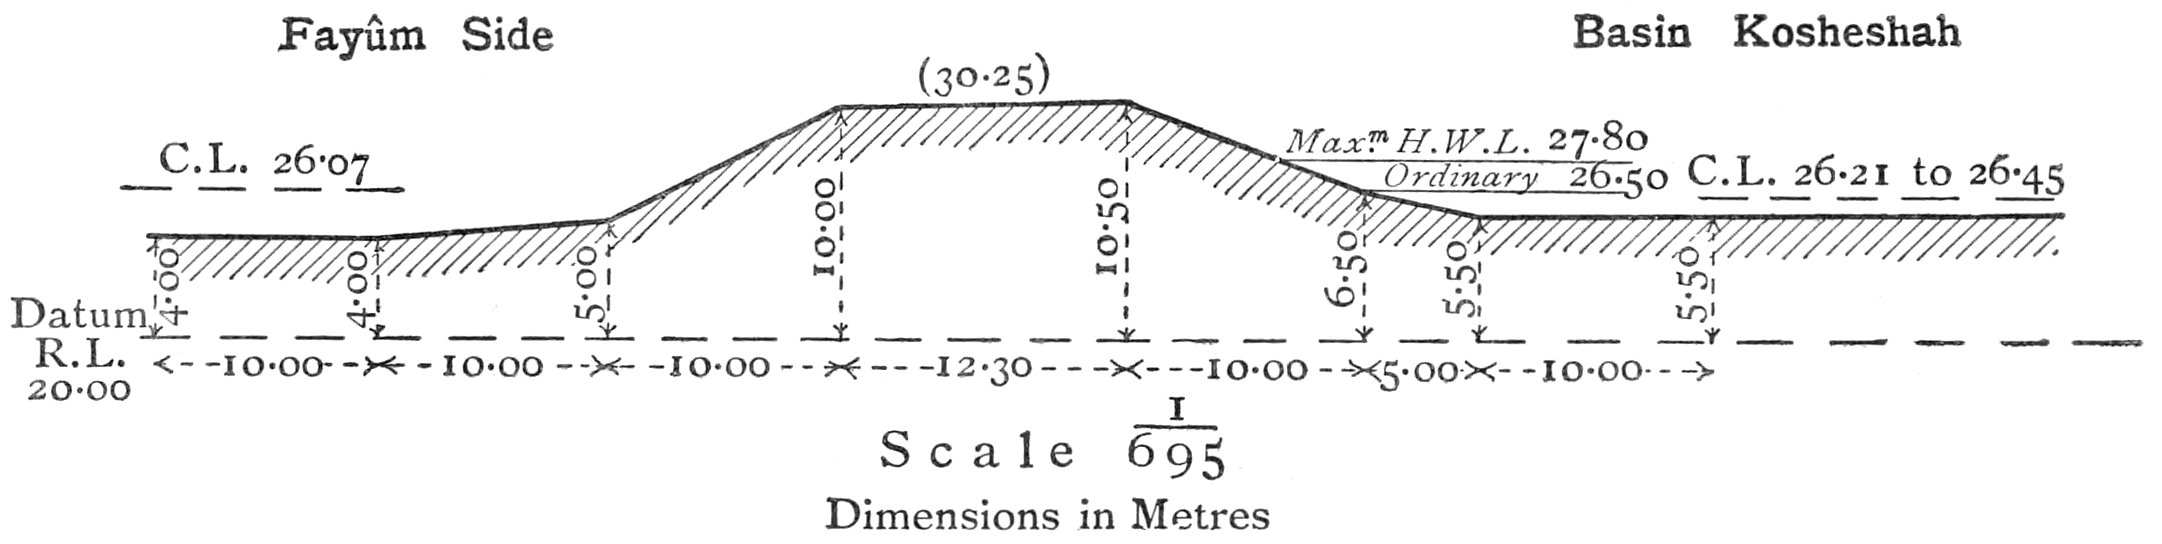 Fayûm Side
Basin Kosheshah
(30·25)
C.L. 26·07
Maxm. H.W.L. 27·80
Ordinary 26·50
C.L. 26·21 to 26·45
4·00
4·00
5·00
10·00
10·50
6·50
5·50
5·50
Datum
R.L.
20·00
10·00
10·00
10·00
12·30
10·00
5·00
10·00
Scale 1/695
Dimensions in Metres